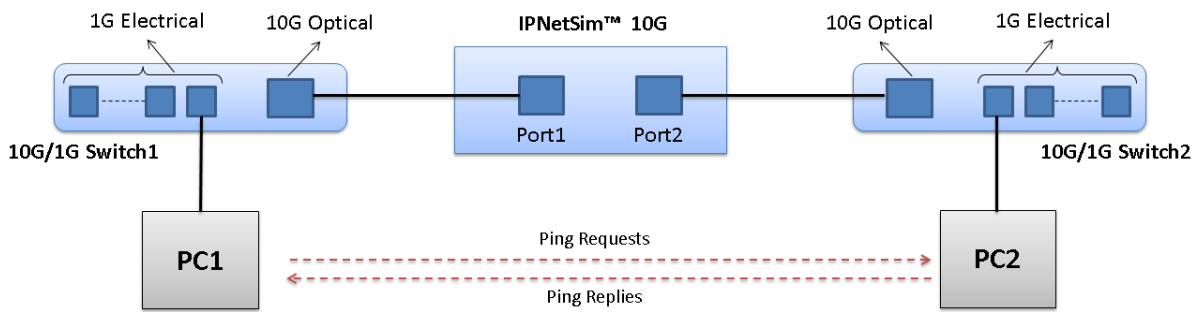 1G Electrical
10G Optical
IPNetSim™ 10G
10G Optical
1G Electrical
Port1
Port2
10G/1G Switch1
10G/1G Switch2
PC1
Ping Requests
PC2
Ping Replies